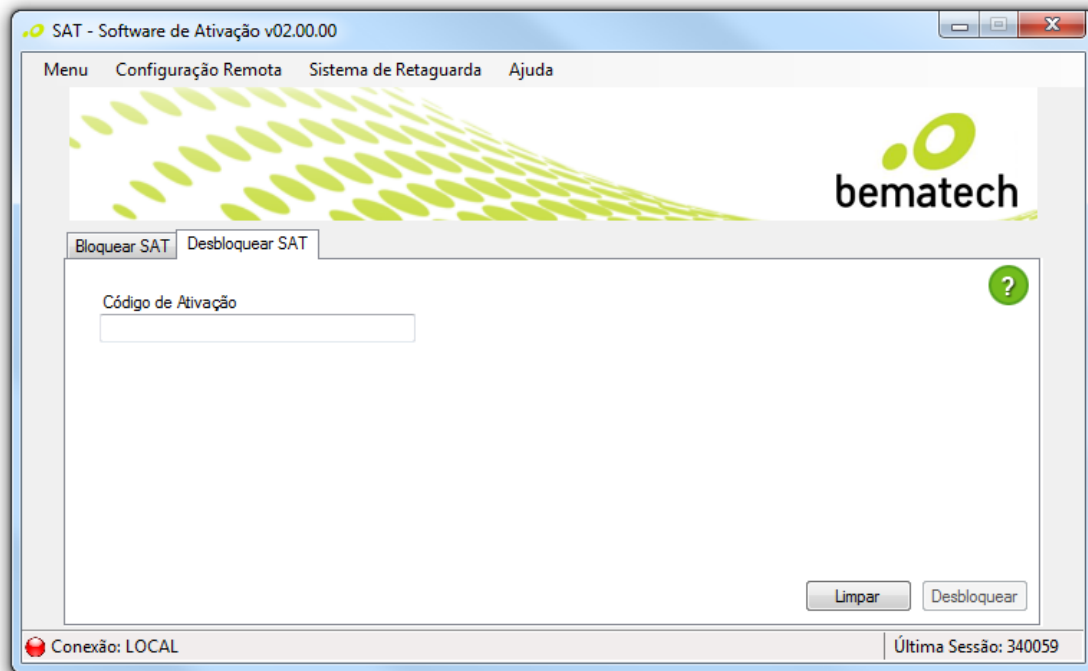 SAT - Software de Ativação v02.00.00
Menu Configuração Remota Sistema de Retaguarda Ajuda
bematech
Bloquear SAT Desbloquear SAT
?
Código de Ativação
Limpar Desbloquear
Conexão: LOCAL Última Sessão: 340059